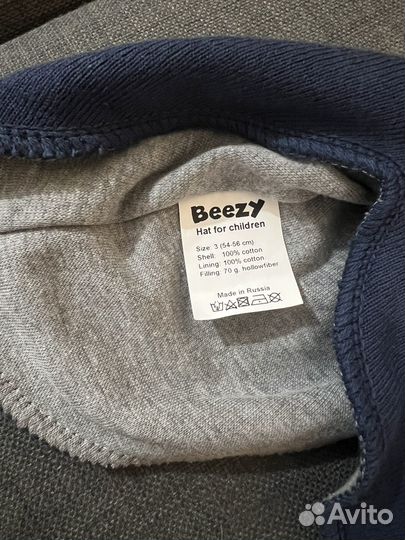 Beezy
Hat for children
Size: 3 (54-56 cm)
Shell: 100% cotton
Lining: 100% cotton
Filling: 70 g. hollowfiber
Made in Russia
Avito